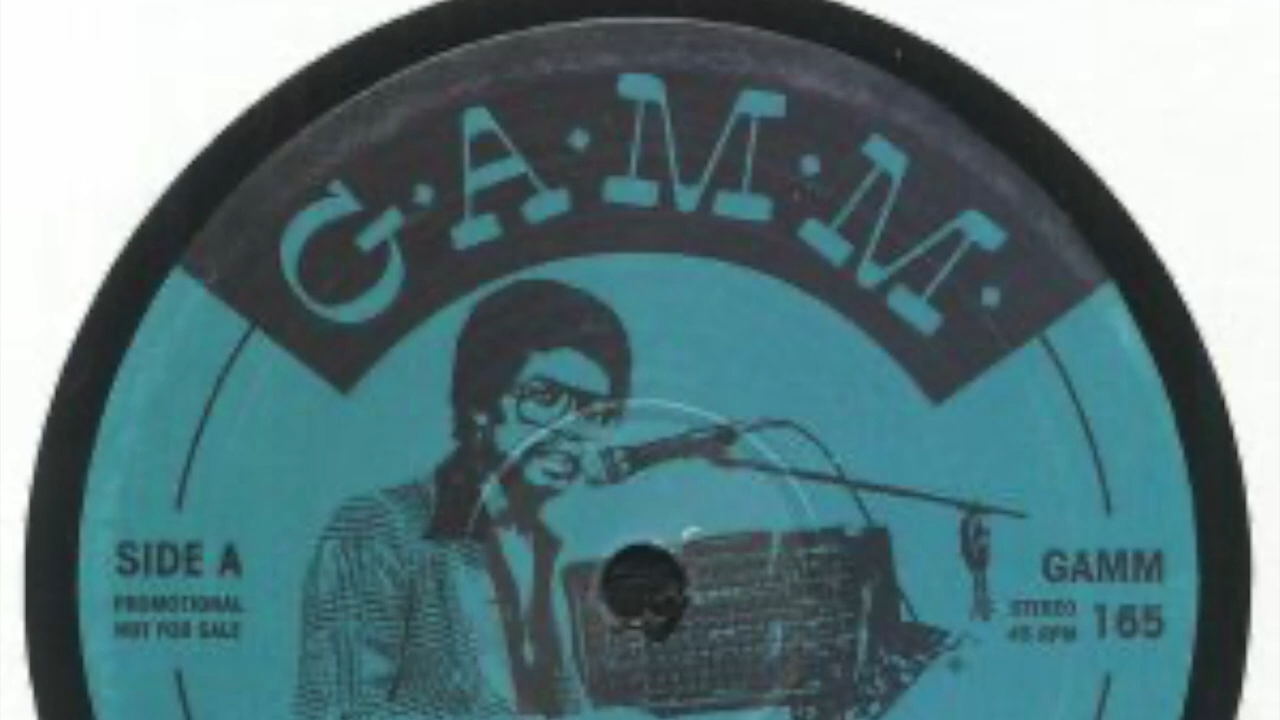 G·A·M·M·
SIDE A
PROMOTIONAL
NOT FOR SALE
GAMM
STEREO
45 RPM
165